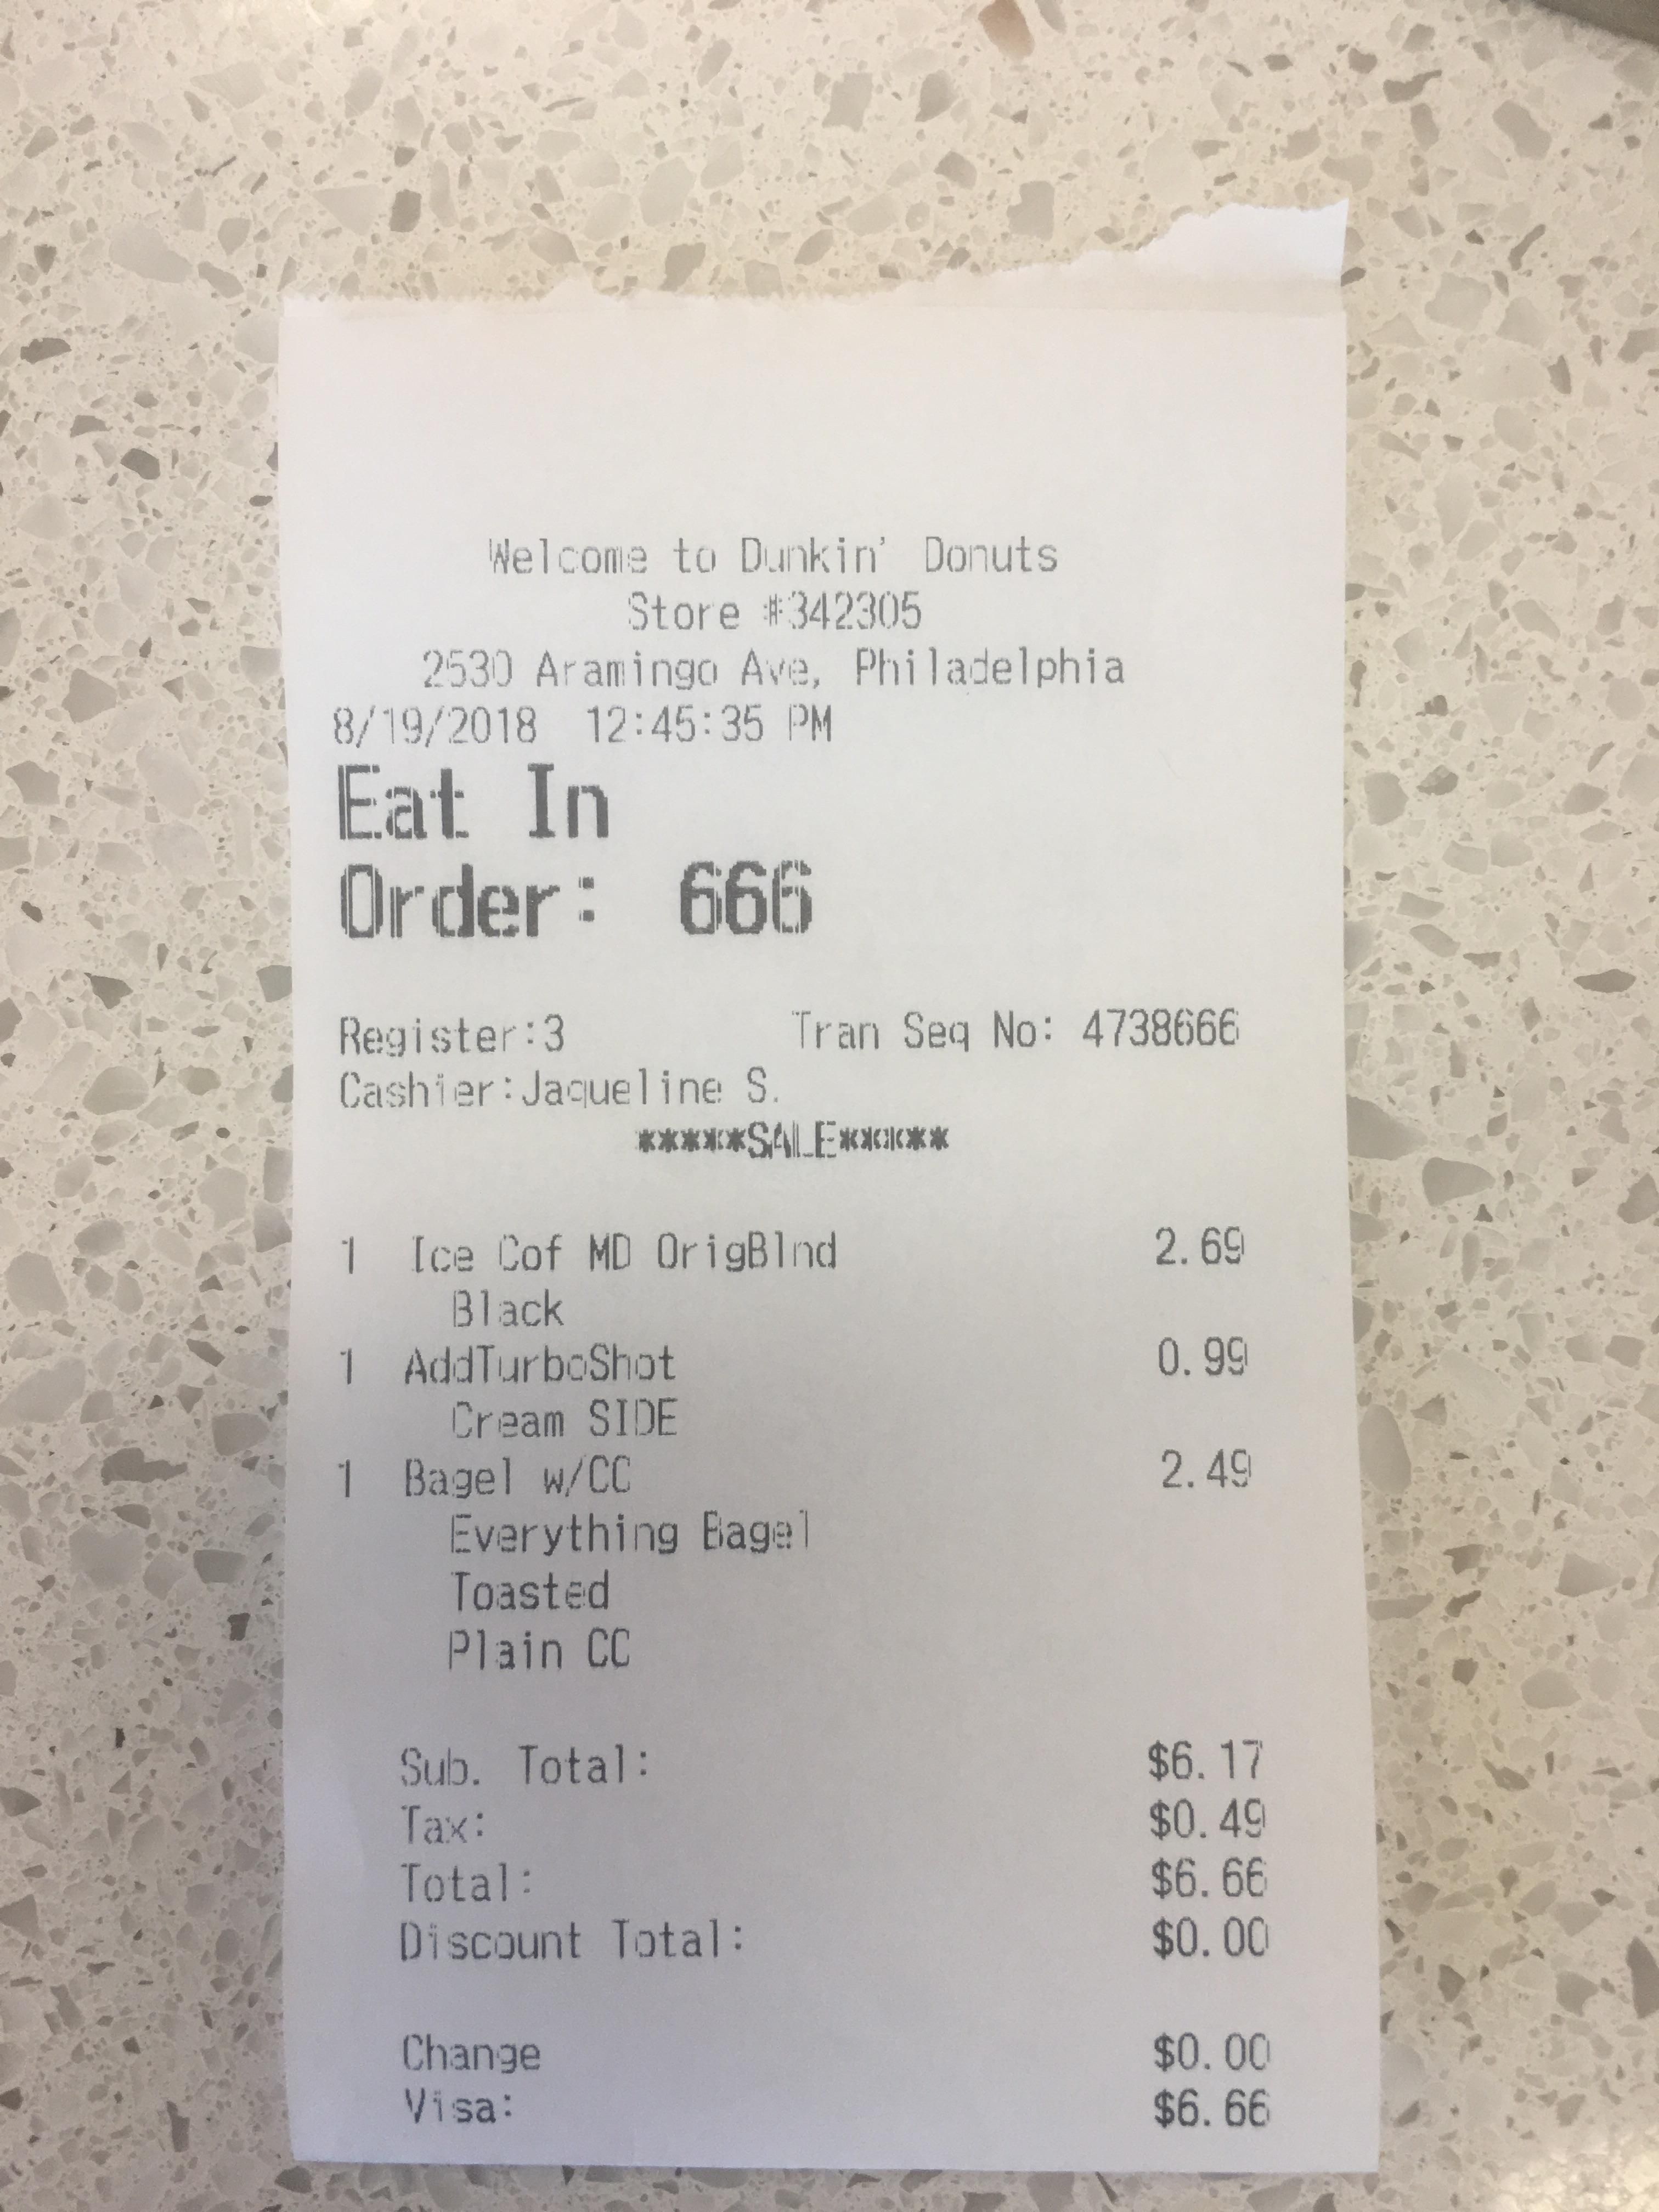 Welcome to Dunkin' Donuts
Store #342305
2530 Aramingo Ave, Philadelphia
8/19/2018 12:45:35 PM
Eat In
Order: 666
Register:3 Tran Seq No: 4738666
Cashier:Jaqueline S.
*****SALE*****
1 Ice Cof MD OrigBlnd 2.69
Black
1 AddTurboShot 0.99
Cream SIDE
1 Bagel w/CC 2.49
Everything Bagel
Toasted
Plain CC
Sub. Total: $6.17
Tax: $0.49
Total: $6.66
Discount Total: $0.00
Change $0.00
Visa: $6.66